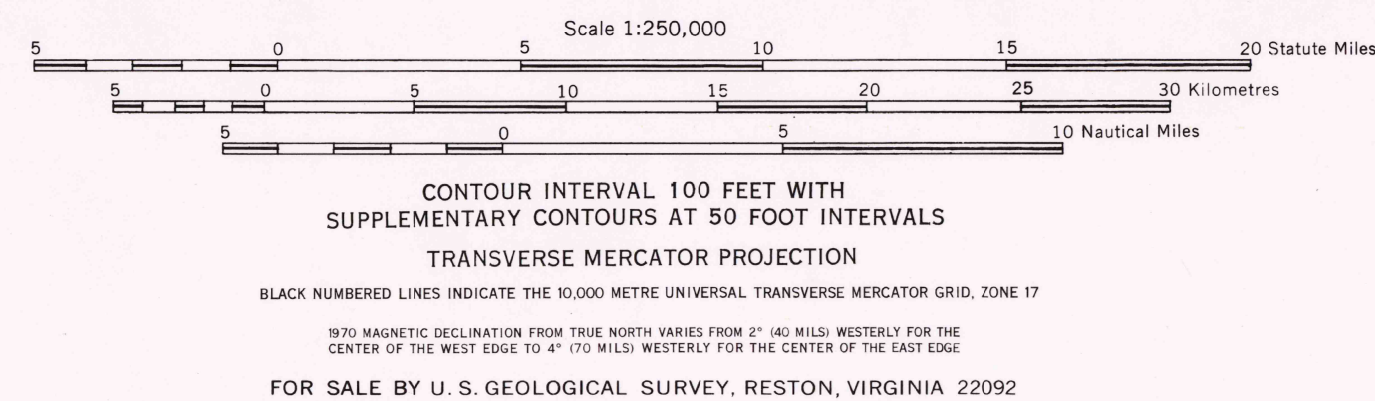 Scale 1:250,000
5 0 5 10 15 20 Statute Miles
5 0 5 10 15 20 25 30 Kilometres
5 0 5 10 Nautical Miles
CONTOUR INTERVAL 100 FEET WITH
SUPPLEMENTARY CONTOURS AT 50 FOOT INTERVALS
TRANSVERSE MERCATOR PROJECTION
BLACK NUMBERED LINES INDICATE THE 10,000 METRE UNIVERSAL TRANSVERSE MERCATOR GRID, ZONE 17
1970 MAGNETIC DECLINATION FROM TRUE NORTH VARIES FROM 2° (40 MILS) WESTERLY FOR THE
CENTER OF THE WEST EDGE TO 4° (70 MILS) WESTERLY FOR THE CENTER OF THE EAST EDGE
FOR SALE BY U.S. GEOLOGICAL SURVEY, RESTON, VIRGINIA 22092